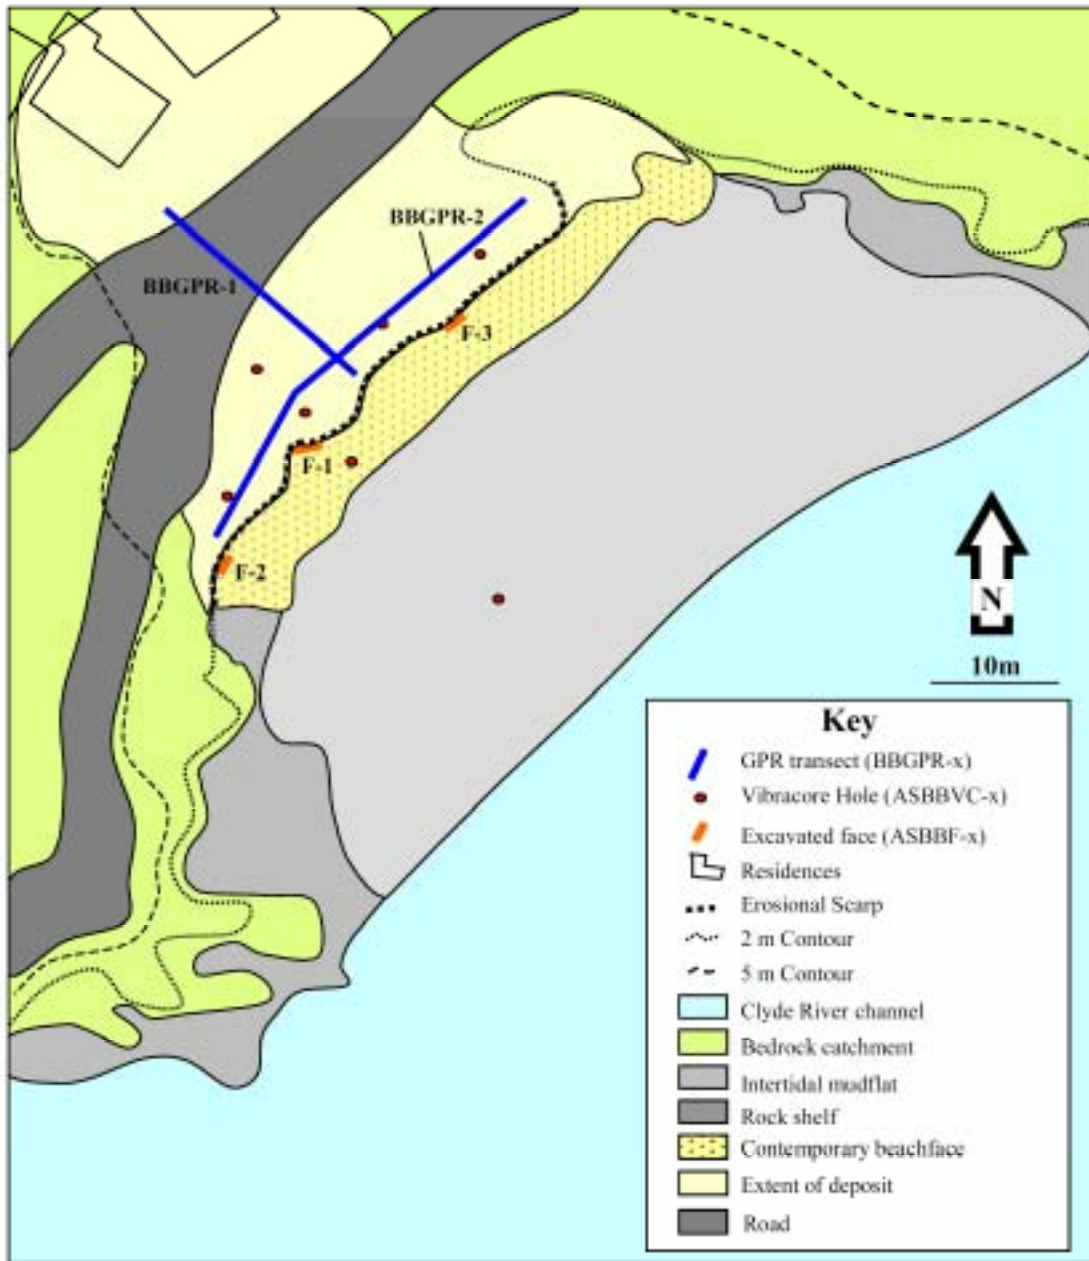 BBGPR-2
BBGPR-1
F-3
F-1
F-2
N
10m
Key
GPR transect (BBGPR-x)
Vibracore Hole (ASBBVC-x)
Excavated face (ASBBF-x)
Residences
Erosional Scarp
2 m Contour
5 m Contour
Clyde River channel
Bedrock catchment
Intertidal mudflat
Rock shelf
Contemporary beachface
Extent of deposit
Road